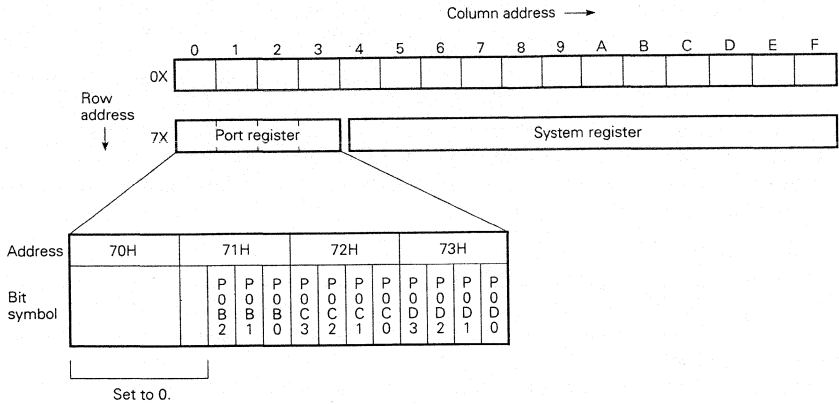 Column address
0 1 2 3 4 5 6 7 8 9 A B C D E F
0X
Row
address
7X Port register System register
Address 70H 71H 72H 73H
Bit
symbol
P0B2 P0B1 P0B0 P0C3 P0C2 P0C1 P0C0 P0D3 P0D2 P0D1 P0D0
Set to 0.